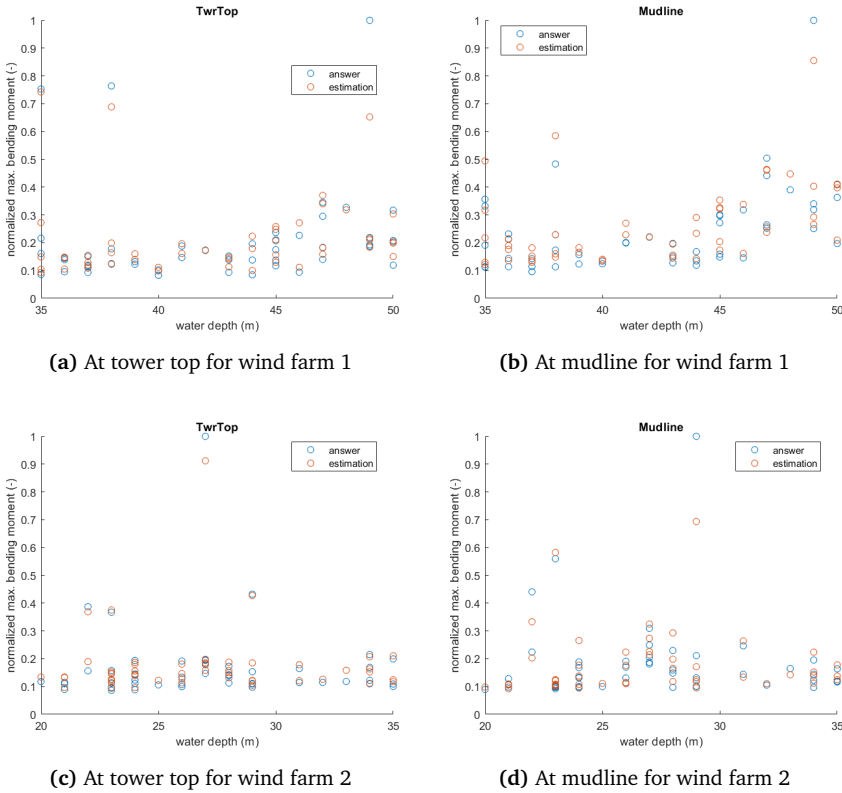 TwrTop
normalized max. bending moment (-)
1
0.9
0.8
0.7
0.6
0.5
0.4
0.3
0.2
0.1
0
answer
estimation
35
40
45
50
water depth (m)
(a) At tower top for wind farm 1
Mudline
normalized max. bending moment (-)
1
0.9
0.8
0.7
0.6
0.5
0.4
0.3
0.2
0.1
0
answer
estimation
35
40
45
50
water depth (m)
(b) At mudline for wind farm 1
TwrTop
normalized max. bending moment (-)
1
0.9
0.8
0.7
0.6
0.5
0.4
0.3
0.2
0.1
0
answer
estimation
20
25
30
35
water depth (m)
(c) At tower top for wind farm 2
Mudline
normalized max. bending moment (-)
1
0.9
0.8
0.7
0.6
0.5
0.4
0.3
0.2
0.1
0
answer
estimation
20
25
30
35
water depth (m)
(d) At mudline for wind farm 2